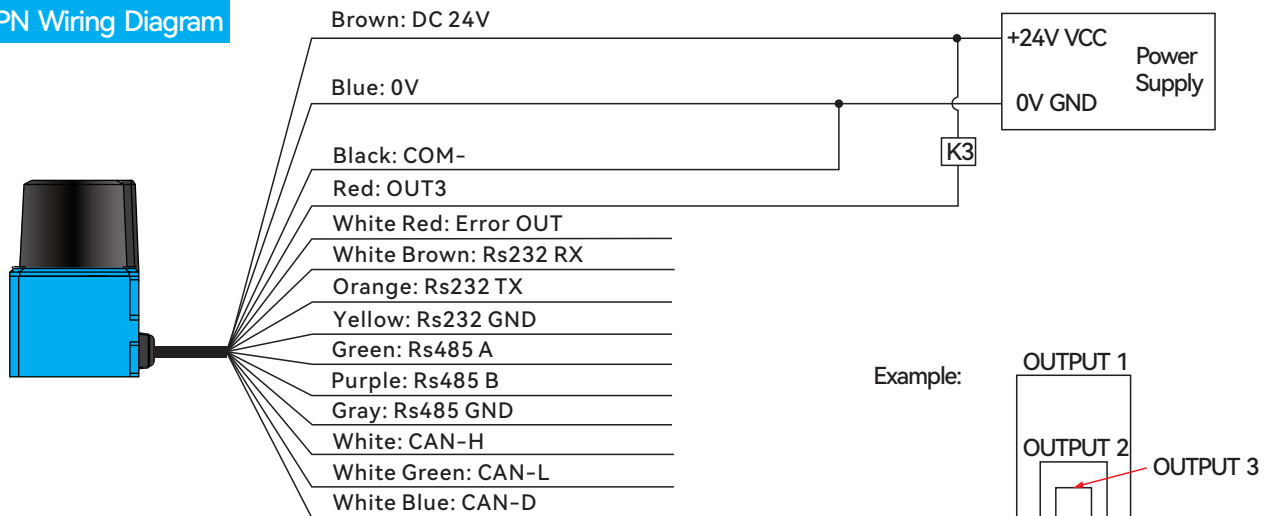 PN Wiring Diagram
Brown: DC 24V
+24V VCC
Power
Supply
Blue: 0V
0V GND
Black: COM-
K3
Red: OUT3
White Red: Error OUT
White Brown: Rs232 RX
Orange: Rs232 TX
Yellow: Rs232 GND
Green: Rs485 A
Purple: Rs485 B
Gray: Rs485 GND
White: CAN-H
White Green: CAN-L
White Blue: CAN-D
Example:
OUTPUT 1
OUTPUT 2
OUTPUT 3